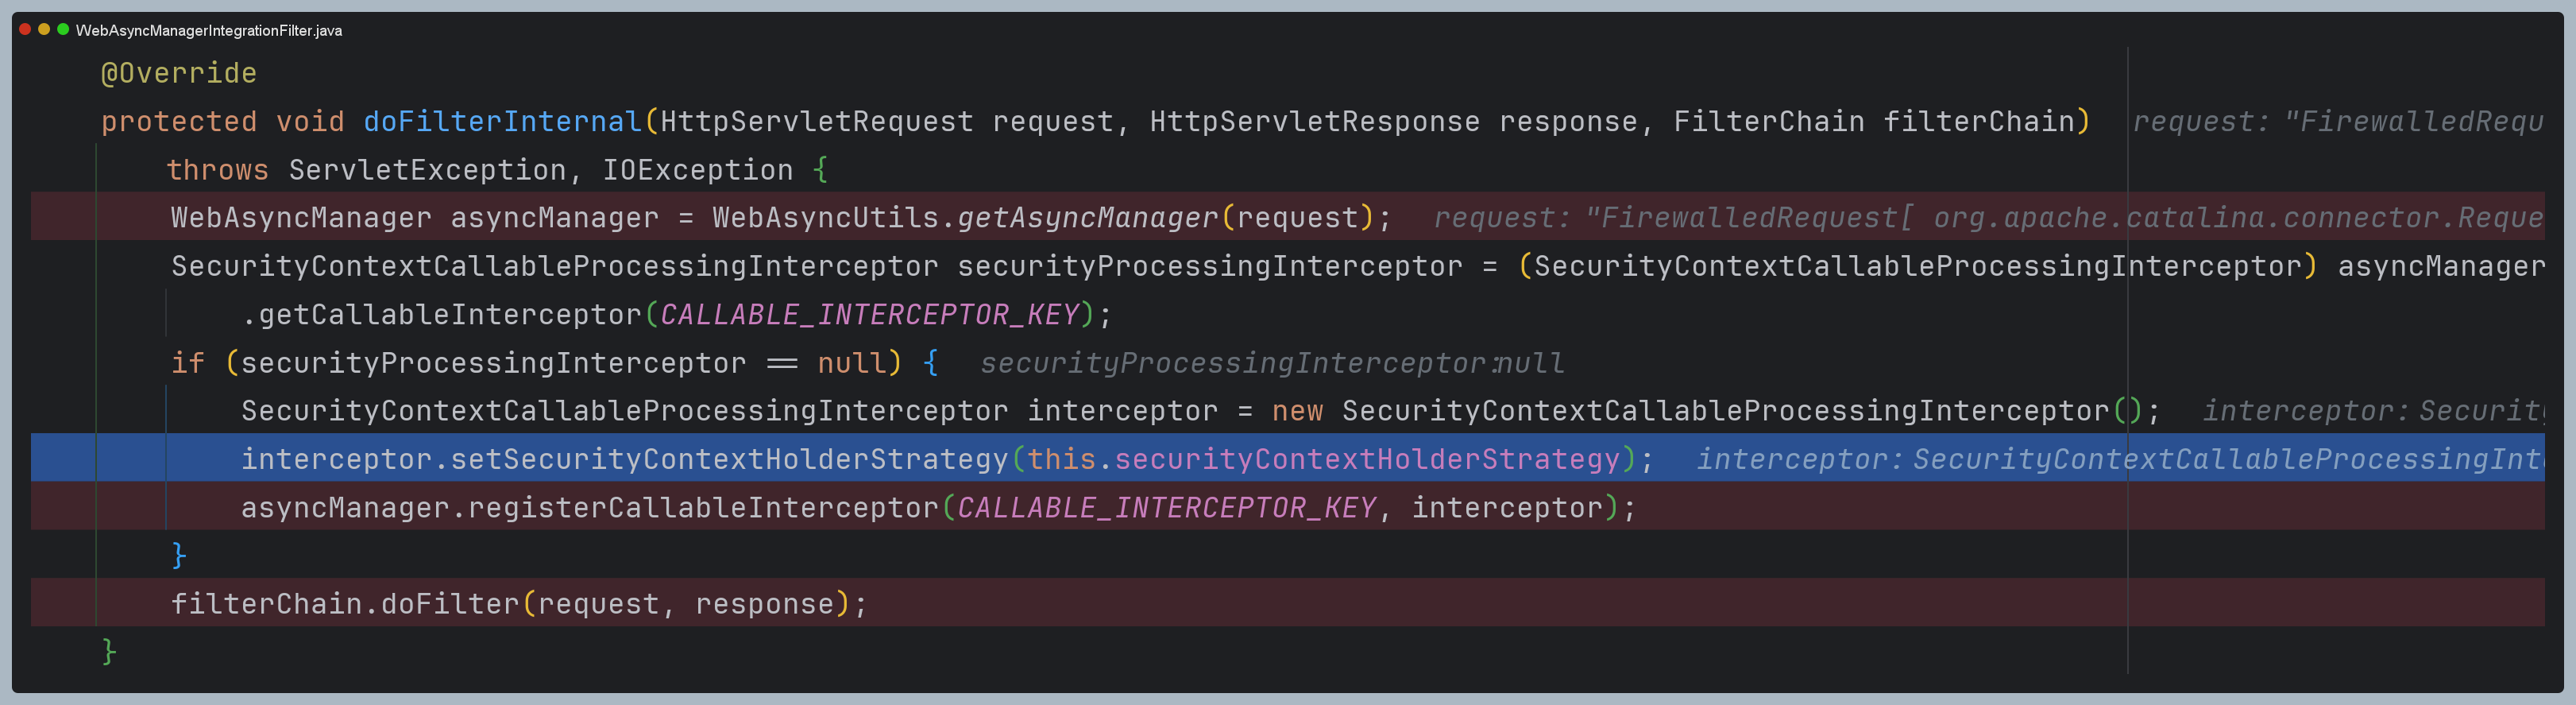 WebAsyncManagerIntegrationFilter.java
@Override
protected void doFilterInternal(HttpServletRequest request, HttpServletResponse response, FilterChain filterChain) request: "FirewalledRequ
throws ServletException, IOException {
WebAsyncManager asyncManager = WebAsyncUtils.getAsyncManager(request); request: "FirewalledRequest[ org.apache.catalina.connector.Reque
SecurityContextCallableProcessingInterceptor securityProcessingInterceptor = (SecurityContextCallableProcessingInterceptor) asyncManager
.getCallableInterceptor(CALLABLE_INTERCEPTOR_KEY);
if (securityProcessingInterceptor == null) { securityProcessingInterceptor: null
SecurityContextCallableProcessingInterceptor interceptor = new SecurityContextCallableProcessingInterceptor(); interceptor: Security
interceptor.setSecurityContextHolderStrategy(this.securityContextHolderStrategy); interceptor: SecurityContextCallableProcessingInte
asyncManager.registerCallableInterceptor(CALLABLE_INTERCEPTOR_KEY, interceptor);
}
filterChain.doFilter(request, response);
}